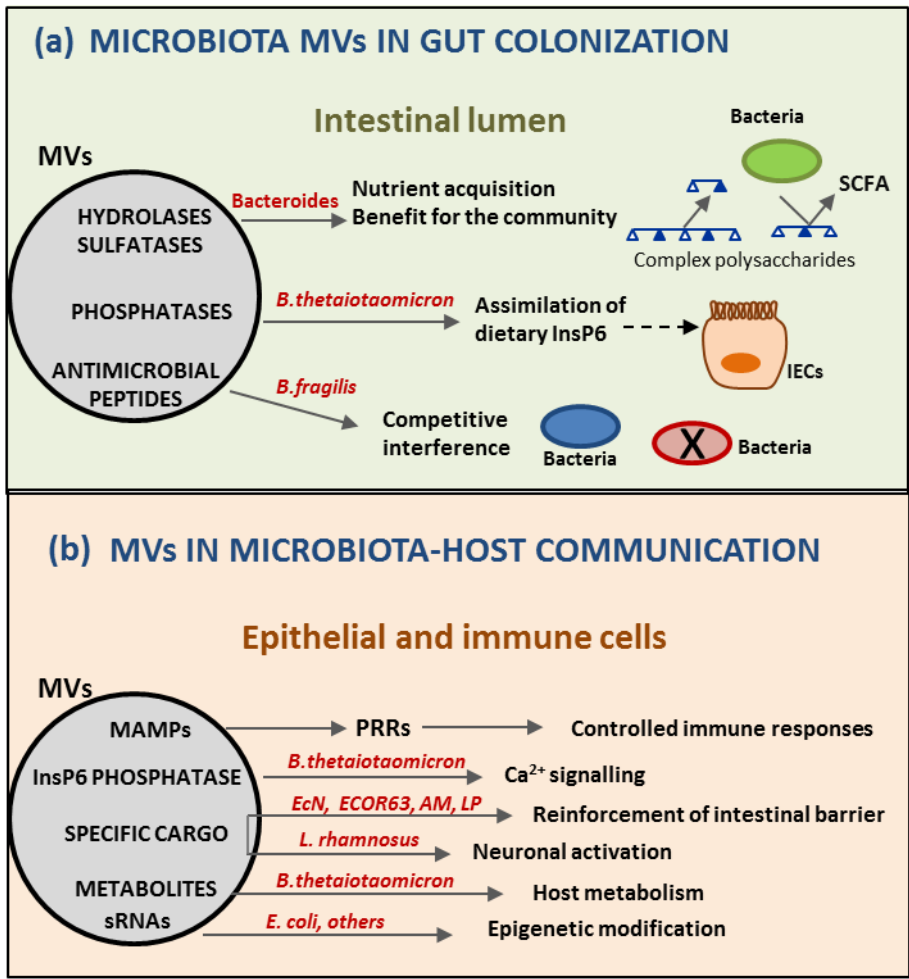 (a) MICROBIOTA MVs IN GUT COLONIZATION
Intestinal lumen
MVs
HYDROLASES
SULFATASES
Bacteroides
Nutrient acquisition
Benefit for the community
Bacteria
SCFA
Complex polysaccharides
PHOSPHATASES
B.thetaiotaomicron
Assimilation of
dietary InsP6
IECs
ANTIMICROBIAL
PEPTIDES
B.fragilis
Competitive
interference
Bacteria
X
Bacteria
(b) MVs IN MICROBIOTA-HOST COMMUNICATION
Epithelial and immune cells
MVs
MAMPs
PRRs
Controlled immune responses
InsP6 PHOSPHATASE
B.thetaiotaomicron
Ca²⁺ signalling
SPECIFIC CARGO
EcN, ECOR63, AM, LP
Reinforcement of intestinal barrier
L. rhamnosus
Neuronal activation
METABOLITES
B.thetaiotaomicron
Host metabolism
sRNAs
E. coli, others
Epigenetic modification